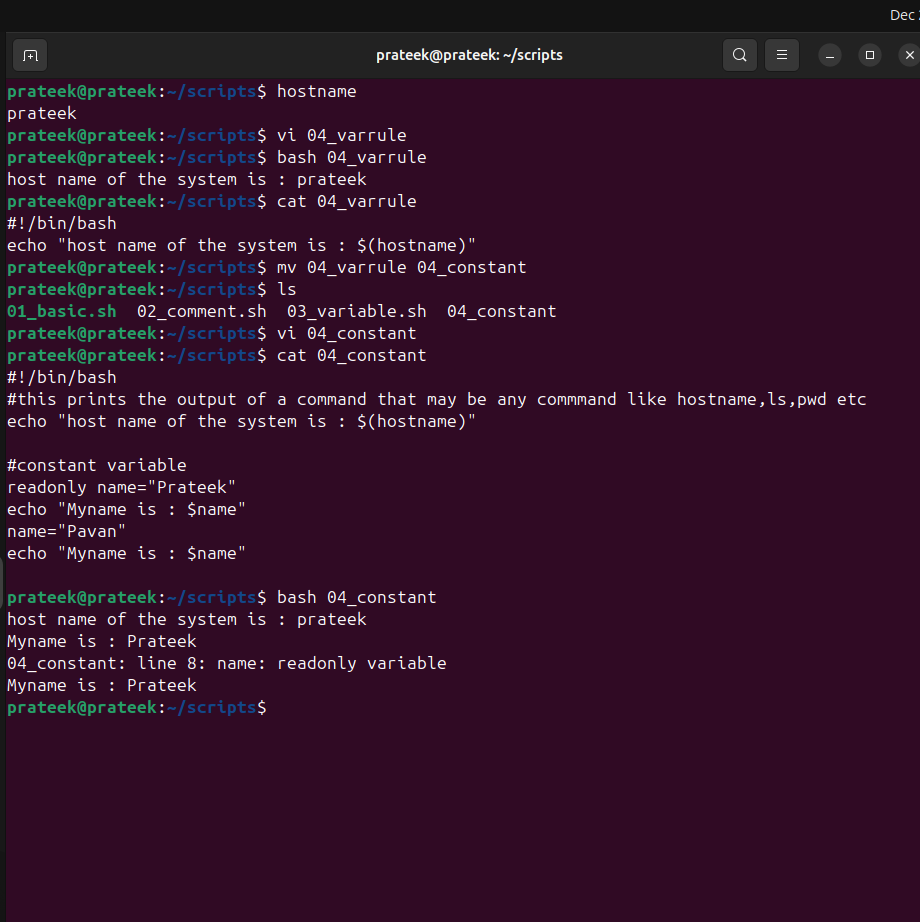 Dec
prateek@prateek: ~/scripts
prateek@prateek:~/scripts$ hostname
prateek
prateek@prateek:~/scripts$ vi 04_varrule
prateek@prateek:~/scripts$ bash 04_varrule
host name of the system is : prateek
prateek@prateek:~/scripts$ cat 04_varrule
#!/bin/bash
echo "host name of the system is : $(hostname)"
prateek@prateek:~/scripts$ mv 04_varrule 04_constant
prateek@prateek:~/scripts$ ls
01_basic.sh  02_comment.sh  03_variable.sh  04_constant
prateek@prateek:~/scripts$ vi 04_constant
prateek@prateek:~/scripts$ cat 04_constant
#!/bin/bash
#this prints the output of a command that may be any commmand like hostname,ls,pwd etc
echo "host name of the system is : $(hostname)"

#constant variable
readonly name="Prateek"
echo "Myname is : $name"
name="Pavan"
echo "Myname is : $name"

prateek@prateek:~/scripts$ bash 04_constant
host name of the system is : prateek
Myname is : Prateek
04_constant: line 8: name: readonly variable
Myname is : Prateek
prateek@prateek:~/scripts$